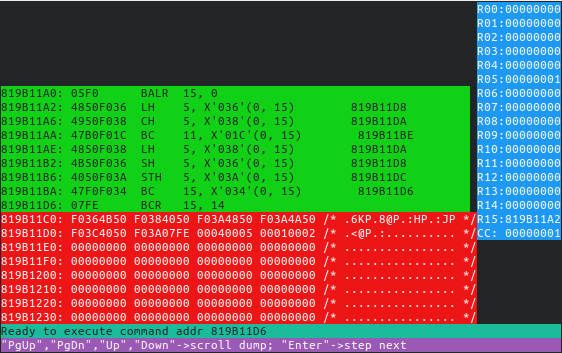 R00:00000000
R01:00000000
R02:00000000
R03:00000000
R04:00000000
R05:00000001
R06:00000000
R07:00000000
R08:00000000
R09:00000000
R10:00000000
R11:00000000
R12:00000000
R13:00000000
R14:00000000
R15:819B11A2
CC: 00000001
819B11A0: 05F0 BALR 15, 0
819B11A2: 4850F036 LH 5, X'036'(0, 15) 819B11D8
819B11A6: 4950F038 CH 5, X'038'(0, 15) 819B11DA
819B11AA: 47B0F01C BC 11, X'01C'(0, 15) 819B11BE
819B11AE: 4850F038 LH 5, X'038'(0, 15) 819B11DA
819B11B2: 4B50F036 SH 5, X'036'(0, 15) 819B11D8
819B11B6: 4050F03A STH 5, X'03A'(0, 15) 819B11DC
819B11BA: 47F0F034 BC 15, X'034'(0, 15) 819B11D6
819B11D6: 07FE BCR 15, 14
819B11C0: F0364B50 F0384050 F03A4850 F03A4A50 /* .6KP.8@P.:HP.:JP */
819B11D0: F03C4050 F03A07FE 00040005 00010002 /* .<@P.:.......... */
819B11E0: 00000000 00000000 00000000 00000000 /* ................ */
819B11F0: 00000000 00000000 00000000 00000000 /* ................ */
819B1200: 00000000 00000000 00000000 00000000 /* ................ */
819B1210: 00000000 00000000 00000000 00000000 /* ................ */
819B1220: 00000000 00000000 00000000 00000000 /* ................ */
819B1230: 00000000 00000000 00000000 00000000 /* ................ */
Ready to execute command addr 819B11D6
"PgUp","PgDn","Up","Down"->scroll dump; "Enter"->step next